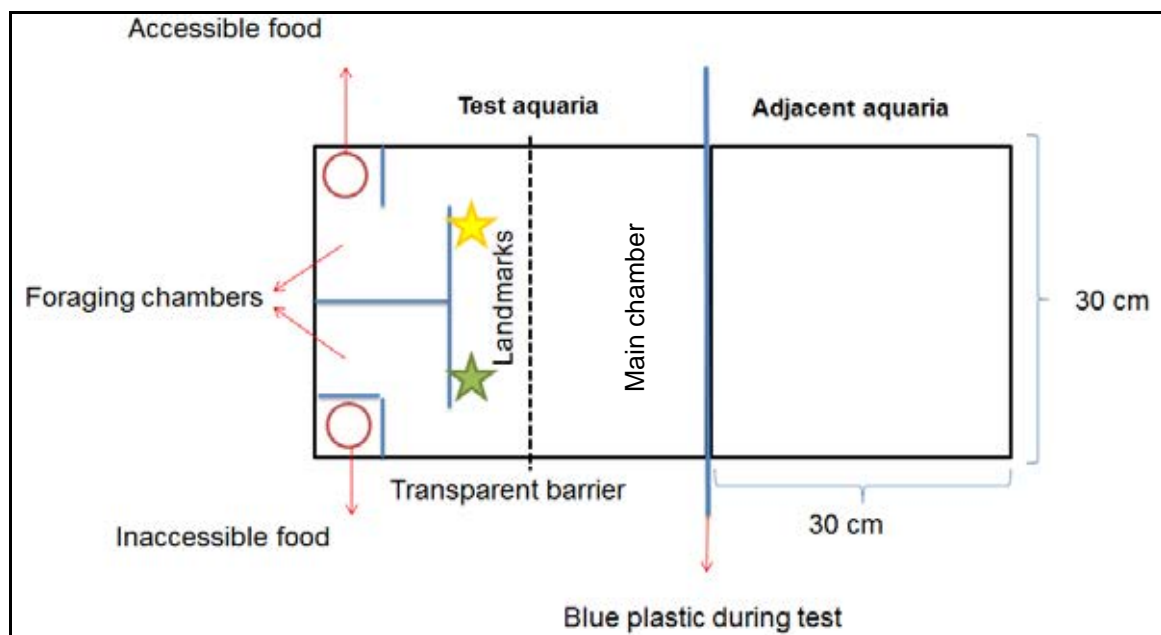 Accessible food
Test aquaria
Adjacent aquaria
Landmarks
Main chamber
Foraging chambers
30 cm
Transparent barrier
30 cm
Inaccessible food
Blue plastic during test